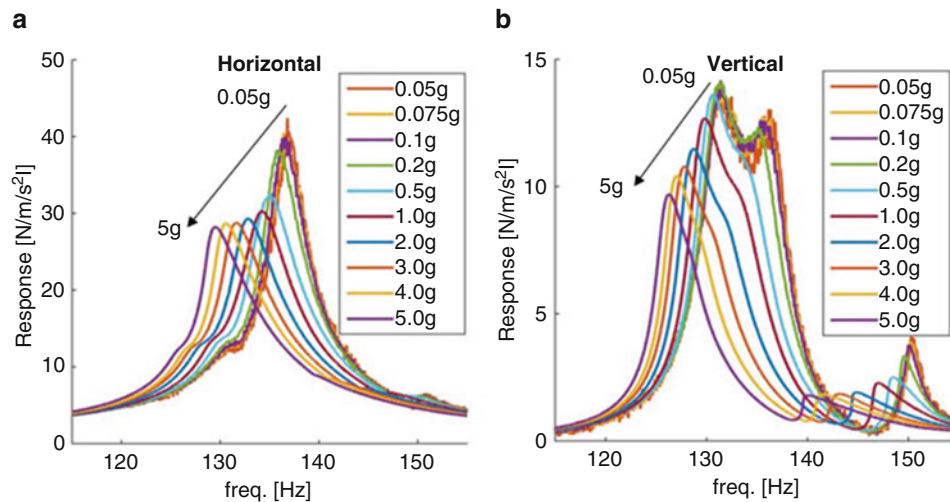 a
Horizontal
Response [N/m/s²l]
50
40
30
20
10
0
0.05g
5g
0.05g
0.075g
0.1g
0.2g
0.5g
1.0g
2.0g
3.0g
4.0g
5.0g
120
130
140
150
freq. [Hz]
b
Vertical
Response [N/m/s²l]
15
10
5
0
0.05g
5g
0.05g
0.075g
0.1g
0.2g
0.5g
1.0g
2.0g
3.0g
4.0g
5.0g
120
130
140
150
freq. [Hz]